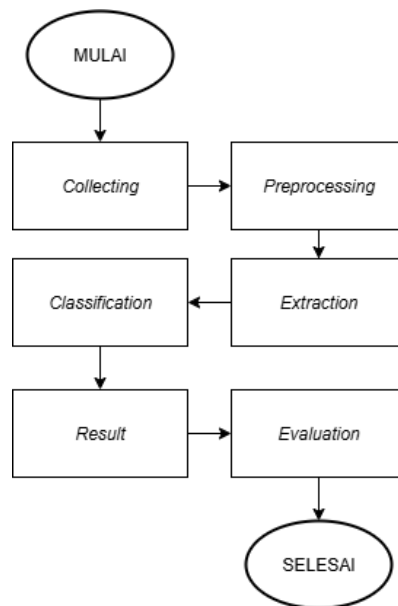 MULAI
Collecting
Preprocessing
Extraction
Classification
Result
Evaluation
SELESAI